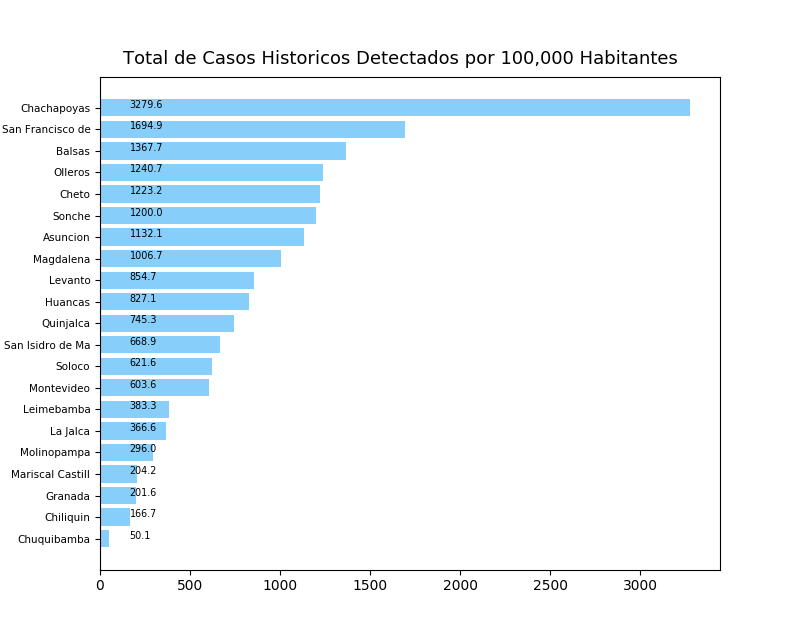 Total de Casos Historicos Detectados por 100,000 Habitantes
Chachapoyas 3279.6
San Francisco de 1694.9
Balsas 1367.7
Olleros 1240.7
Cheto 1223.2
Sonche 1200.0
Asuncion 1132.1
Magdalena 1006.7
Levanto 854.7
Huancas 827.1
Quinjalca 745.3
San Isidro de Ma 668.9
Soloco 621.6
Montevideo 603.6
Leimebamba 383.3
La Jalca 366.6
Molinopampa 296.0
Mariscal Castill 204.2
Granada 201.6
Chiliquin 166.7
Chuquibamba 50.1
0 500 1000 1500 2000 2500 3000